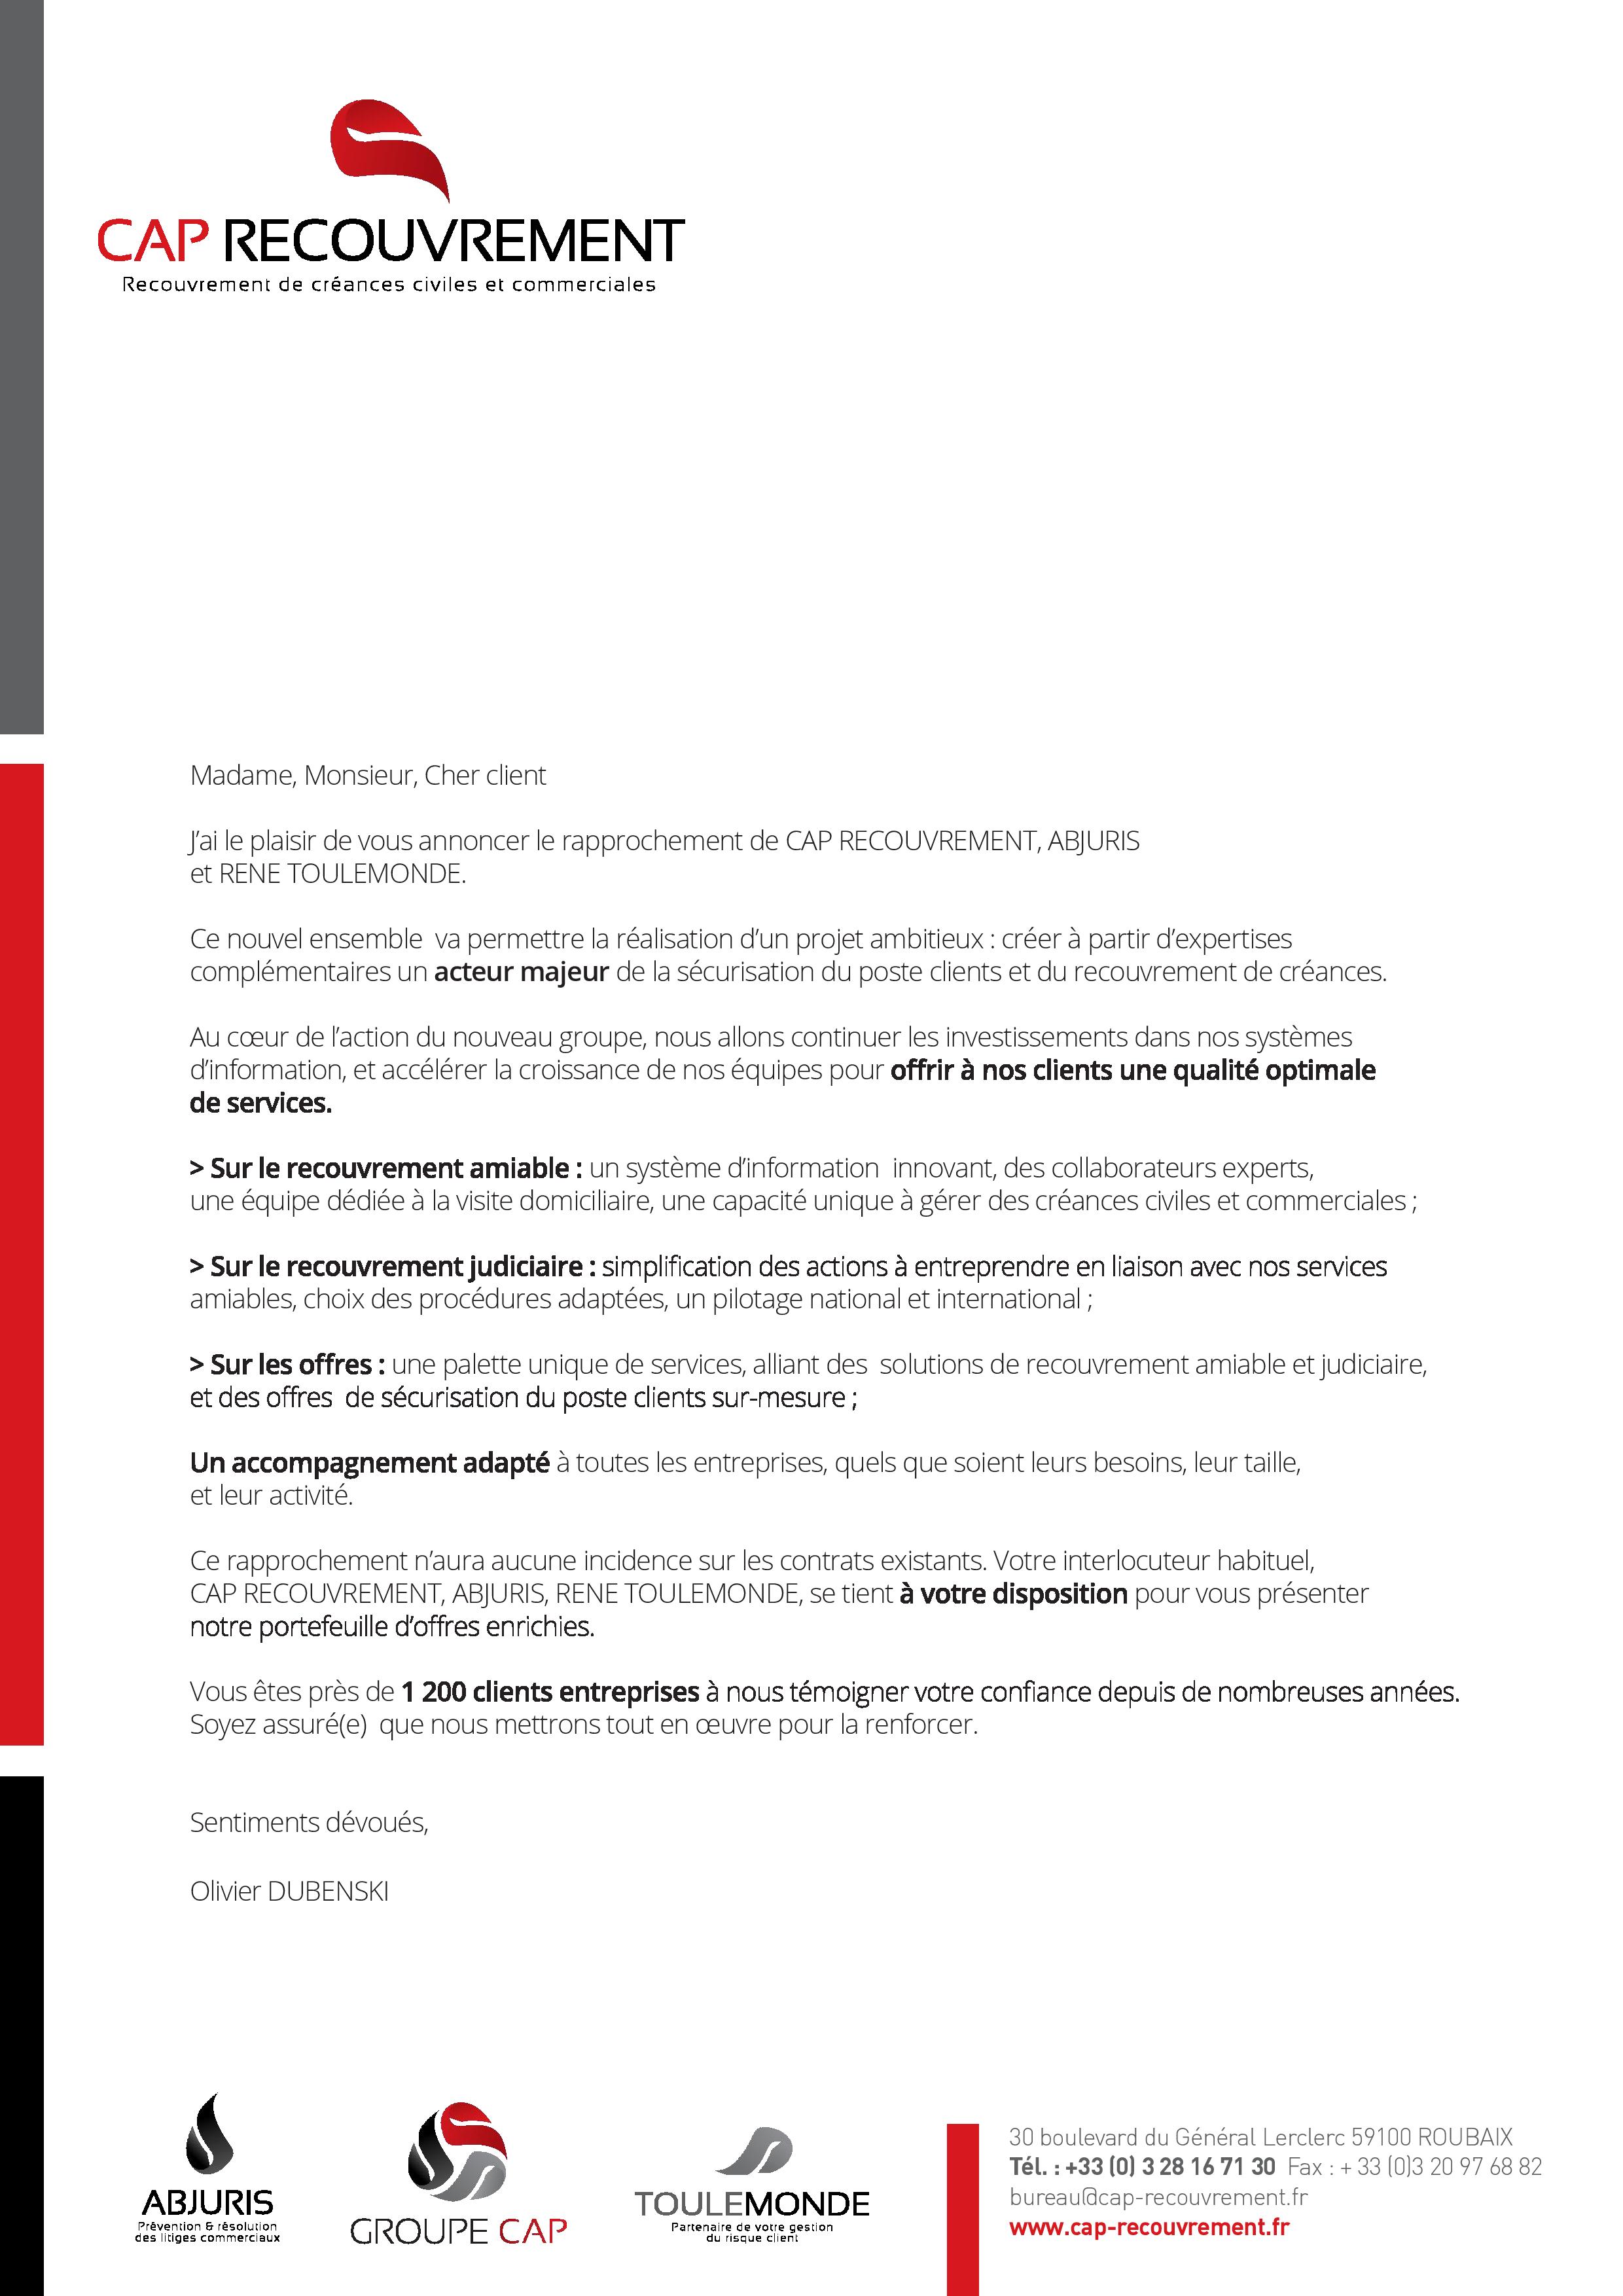 CAP RECOUVREMENT
Recouvrement de créances civiles et commerciales
Madame, Monsieur, Cher client
J'ai le plaisir de vous annoncer le rapprochement de CAP RECOUVREMENT, ABJURIS
et RENE TOULEMONDE.
Ce nouvel ensemble va permettre la réalisation d'un projet ambitieux : créer à partir d'expertises
complémentaires un acteur majeur de la sécurisation du poste clients et du recouvrement de créances.
Au cœur de l'action du nouveau groupe, nous allons continuer les investissements dans nos systèmes
d'information, et accélérer la croissance de nos équipes pour offrir à nos clients une qualité optimale
de services.
> Sur le recouvrement amiable : un système d'information innovant, des collaborateurs experts,
une équipe dédiée à la visite domiciliaire, une capacité unique à gérer des créances civiles et commerciales ;
> Sur le recouvrement judiciaire : simplification des actions à entreprendre en liaison avec nos services
amiables, choix des procédures adaptées, un pilotage national et international ;
> Sur les offres : une palette unique de services, alliant des solutions de recouvrement amiable et judiciaire,
et des offres de sécurisation du poste clients sur-mesure ;
Un accompagnement adapté à toutes les entreprises, quels que soient leurs besoins, leur taille,
et leur activité.
Ce rapprochement n'aura aucune incidence sur les contrats existants. Votre interlocuteur habituel,
CAP RECOUVREMENT, ABJURIS, RENE TOULEMONDE, se tient à votre disposition pour vous présenter
notre portefeuille d'offres enrichies.
Vous êtes près de 1 200 clients entreprises à nous témoigner votre confiance depuis de nombreuses années.
Soyez assuré(e) que nous mettrons tout en œuvre pour la renforcer.
Sentiments dévoués,
Olivier DUBENSKI
ABJURIS
Prévention & résolution
des litiges commerciaux
GROUPE CAP
TOULEMONDE
Partenaire de votre gestion
du risque client
30 boulevard du Général Lerclerc 59100 ROUBAIX
Tél. : +33 (0) 3 28 16 71 30 Fax : + 33 (0)3 20 97 68 82
bureau@cap-recouvrement.fr
www.cap-recouvrement.fr